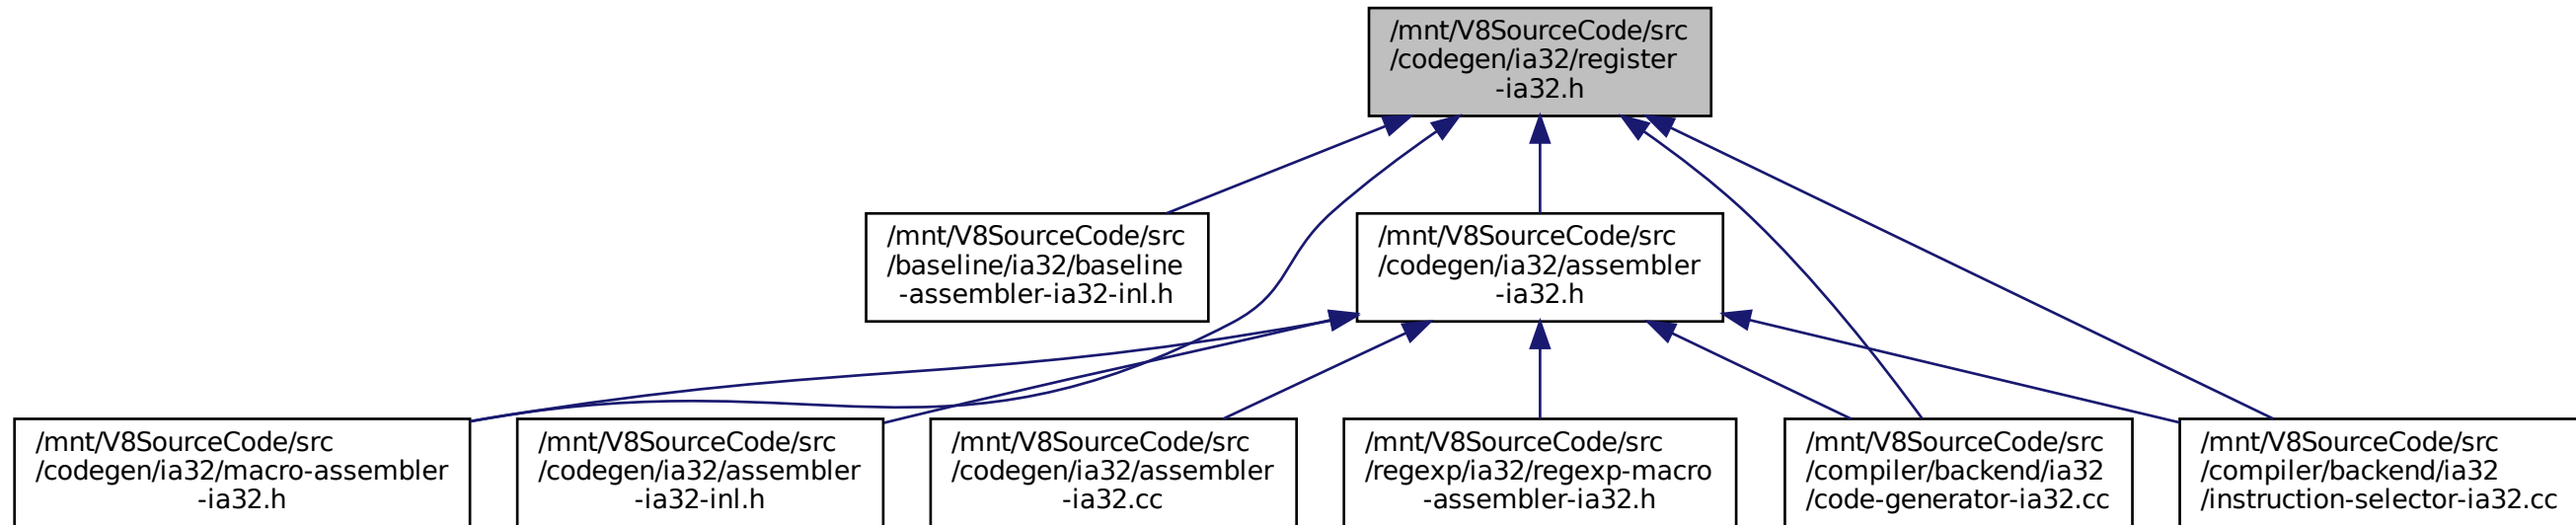 /mnt/V8SourceCode/src
/codegen/ia32/register
-ia32.h
/mnt/V8SourceCode/src
/baseline/ia32/baseline
-assembler-ia32-inl.h
/mnt/V8SourceCode/src
/codegen/ia32/assembler
-ia32.h
/mnt/V8SourceCode/src
/codegen/ia32/macro-assembler
-ia32.h
/mnt/V8SourceCode/src
/codegen/ia32/assembler
-ia32-inl.h
/mnt/V8SourceCode/src
/codegen/ia32/assembler
-ia32.cc
/mnt/V8SourceCode/src
/regexp/ia32/regexp-macro
-assembler-ia32.h
/mnt/V8SourceCode/src
/compiler/backend/ia32
/code-generator-ia32.cc
/mnt/V8SourceCode/src
/compiler/backend/ia32
/instruction-selector-ia32.cc